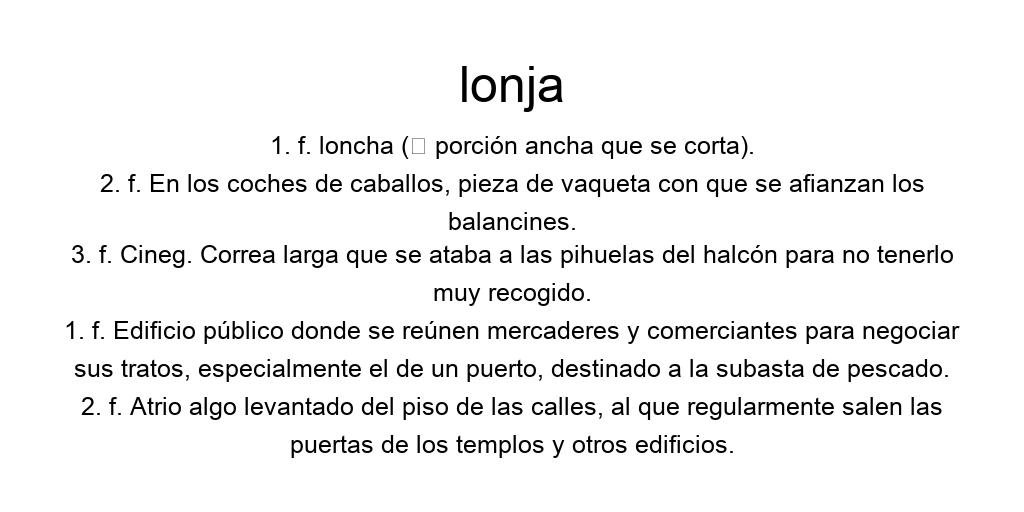 lonja
1. f. loncha (▯ porción ancha que se corta).
2. f. En los coches de caballos, pieza de vaqueta con que se afianzan los
balancines.
3. f. Cineg. Correa larga que se ataba a las pihuelas del halcón para no tenerlo
muy recogido.
1. f. Edificio público donde se reúnen mercaderes y comerciantes para negociar
sus tratos, especialmente el de un puerto, destinado a la subasta de pescado.
2. f. Atrio algo levantado del piso de las calles, al que regularmente salen las
puertas de los templos y otros edificios.